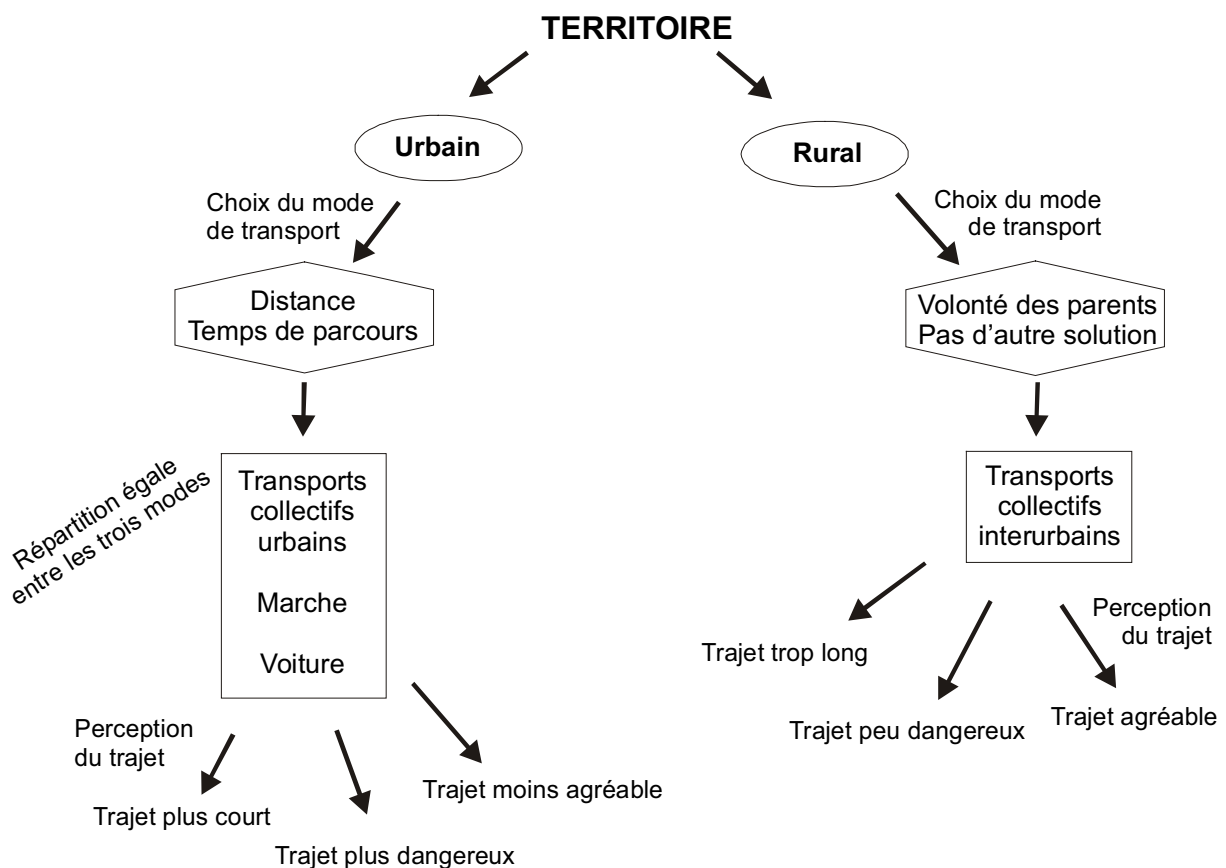 TERRITOIRE
Urbain
Choix du mode
de transport
Distance
Temps de parcours
Répartition égale
entre les trois modes
Transports
collectifs
urbains
Marche
Voiture
Perception
du trajet
Trajet plus court
Trajet plus dangereux
Trajet moins agréable
Rural
Choix du mode
de transport
Volonté des parents
Pas d’autre solution
Transports
collectifs
interurbains
Perception
du trajet
Trajet trop long
Trajet peu dangereux
Trajet agréable